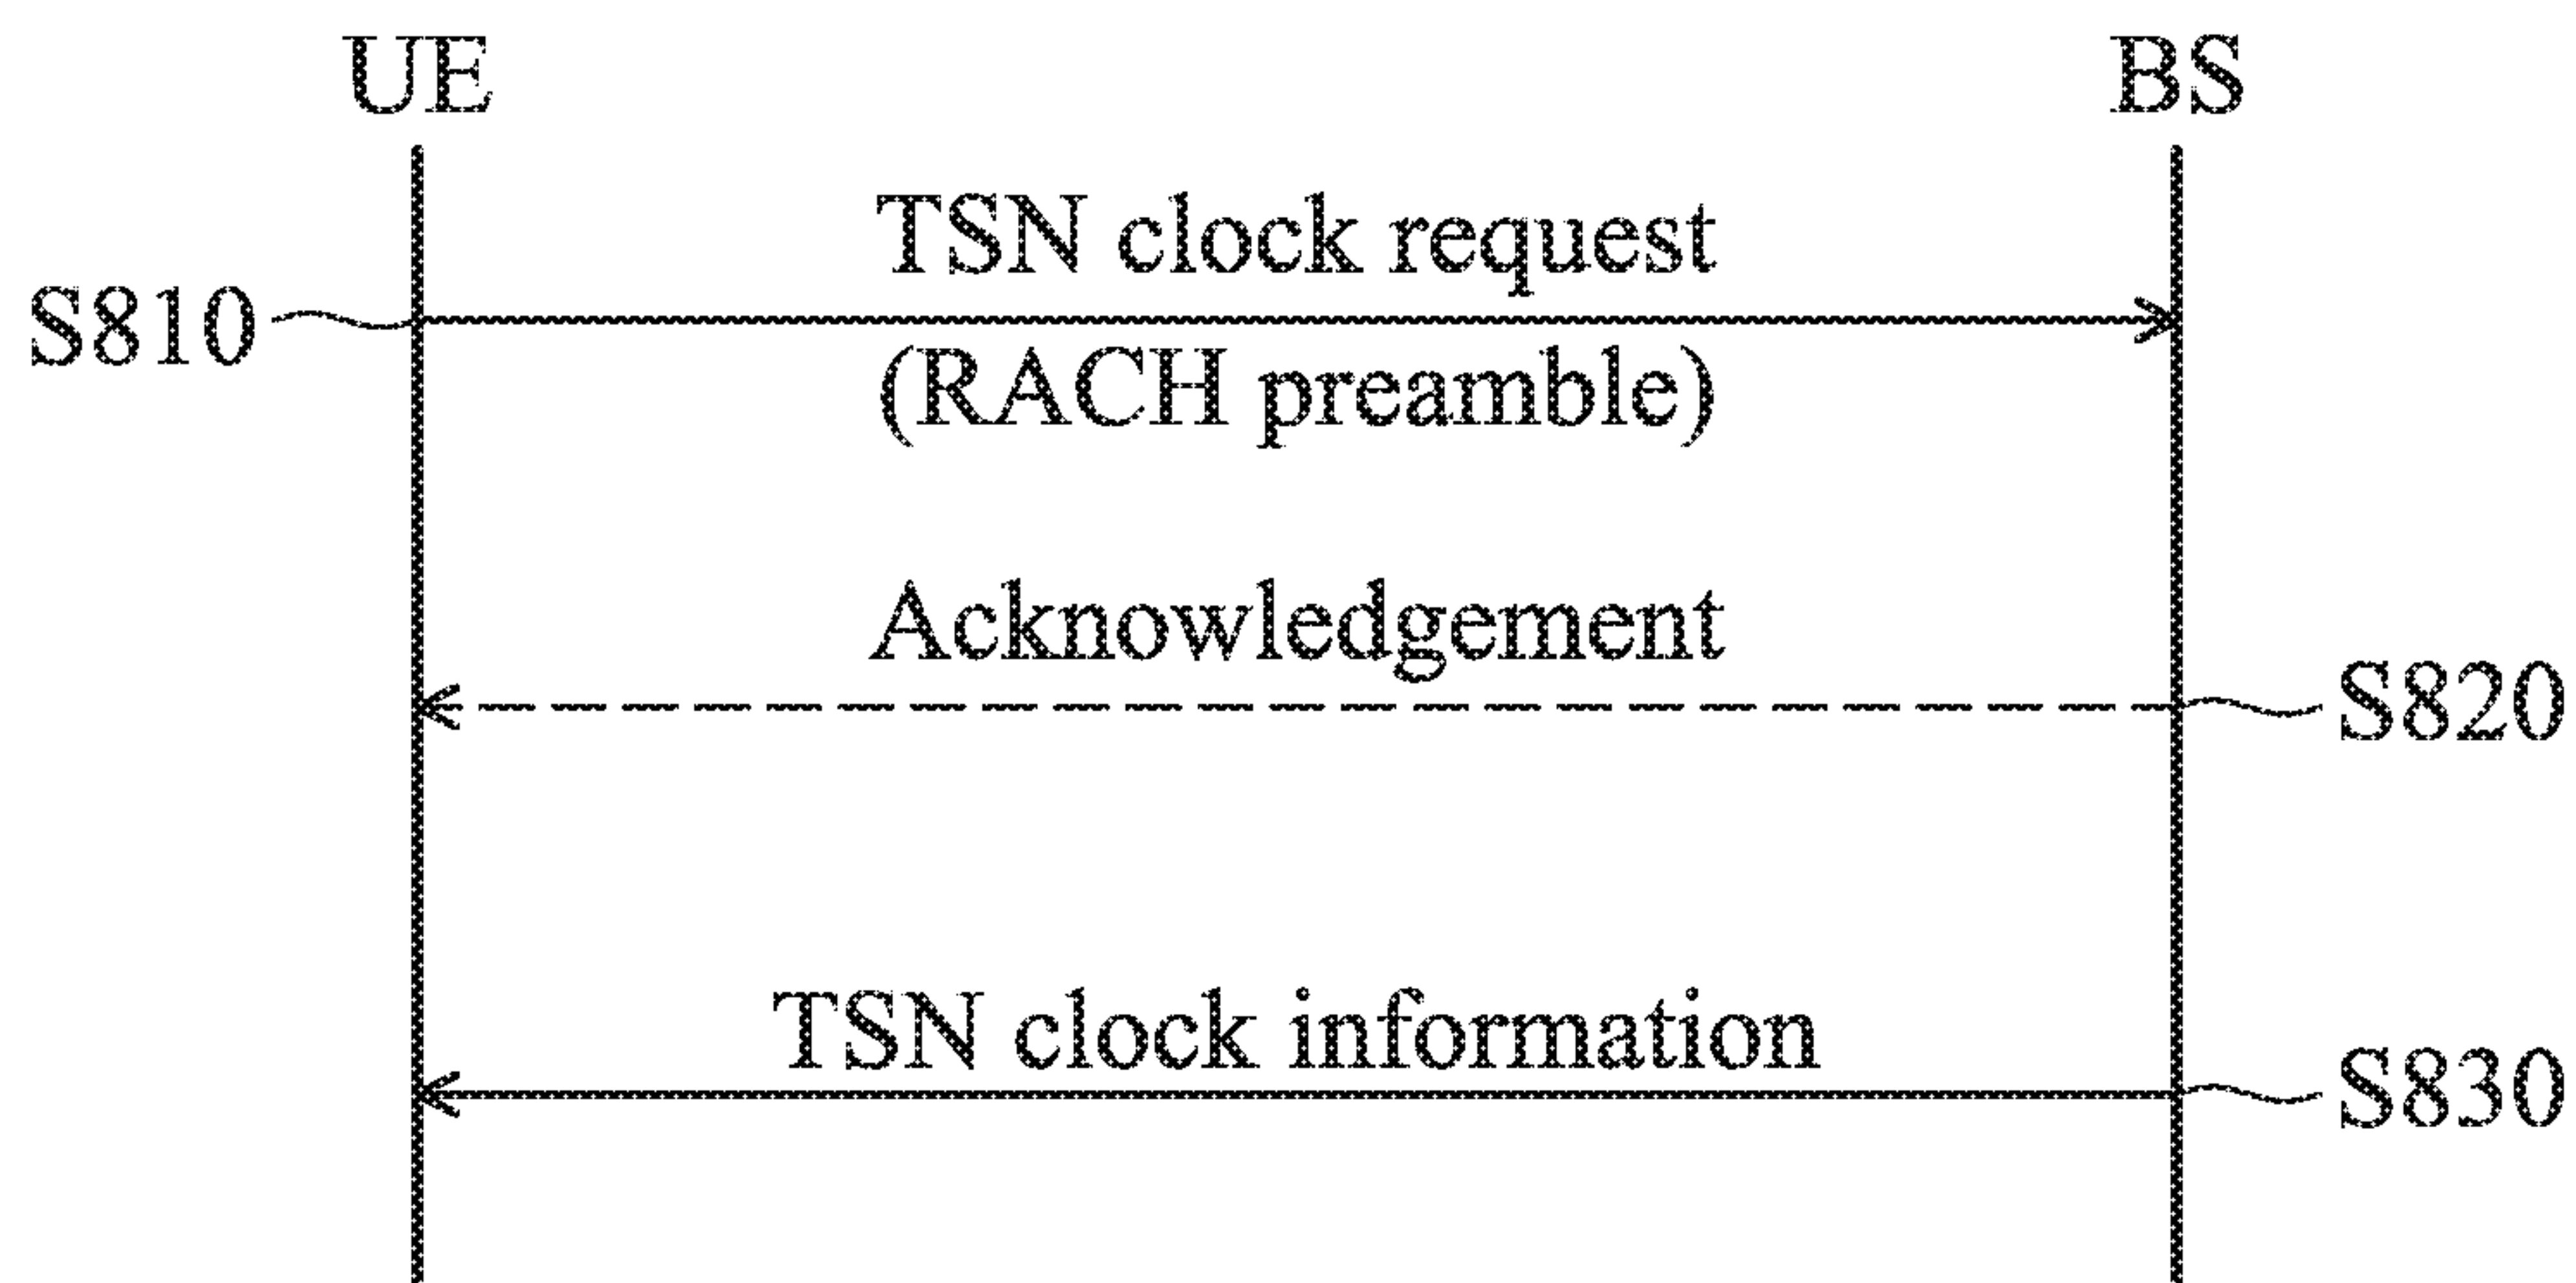 UE
BS
TSN clock request
S810
(RACH preamble)
Acknowledgement
S820
TSN clock information
S830